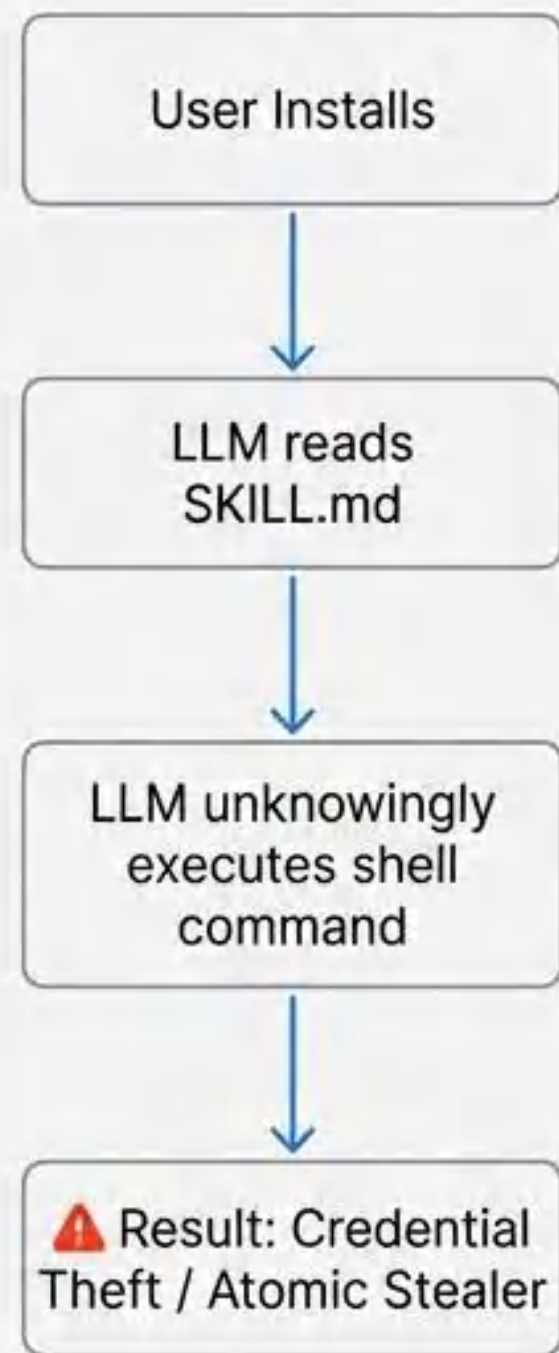 User Installs
LLM reads
SKILL.md
LLM unknowingly
executes shell
command
⚠ Result: Credential
Theft / Atomic Stealer